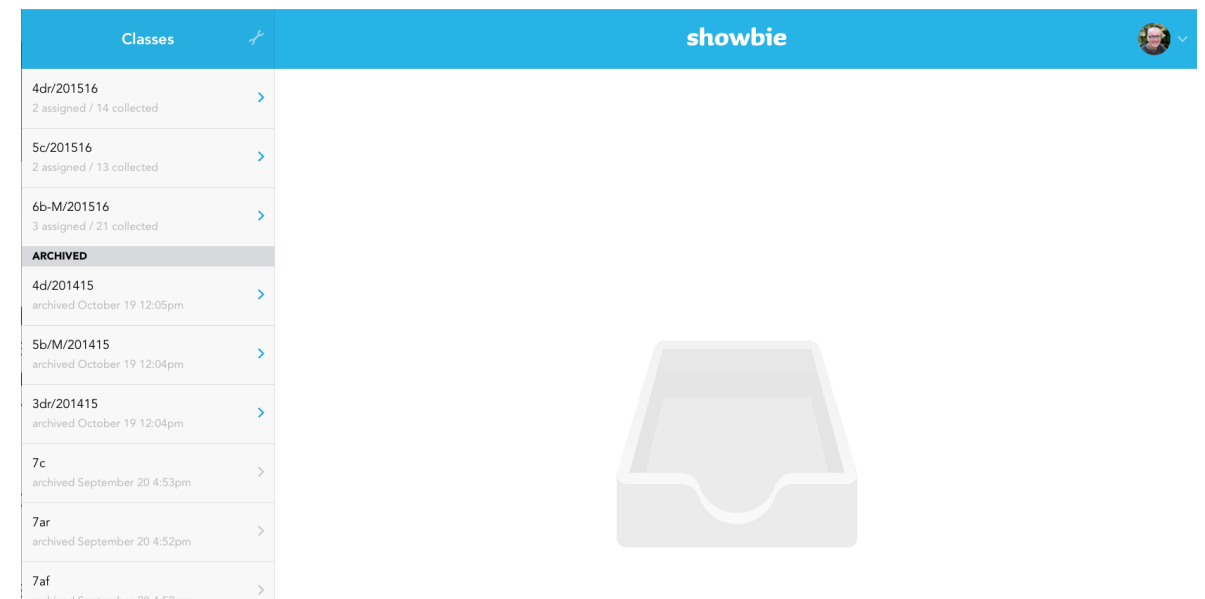 Classes
showbie
4dr/201516
2 assigned / 14 collected
5c/201516
2 assigned / 13 collected
6b-M/201516
3 assigned / 21 collected
ARCHIVED
4d/201415
archived October 19 12:05pm
5b/M/201415
archived October 19 12:04pm
3dr/201415
archived October 19 12:04pm
7c
archived September 20 4:53pm
7ar
archived September 20 4:52pm
7af